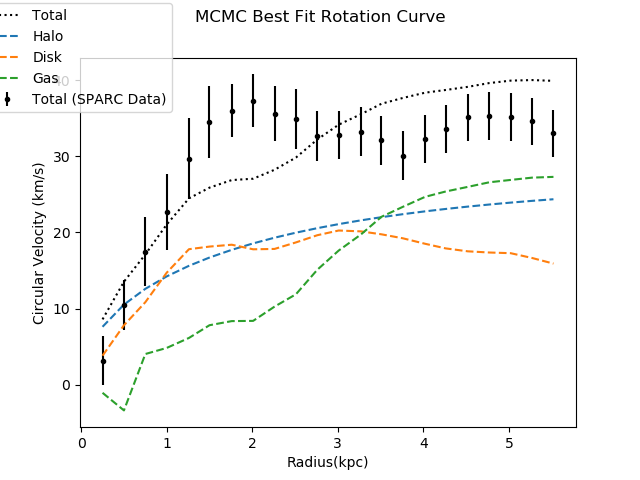 MCMC Best Fit Rotation Curve
Total
Halo
Disk
Gas
Total (SPARC Data)
40
30
20
10
0
Circular Velocity (km/s)
0 1 2 3 4 5
Radius(kpc)